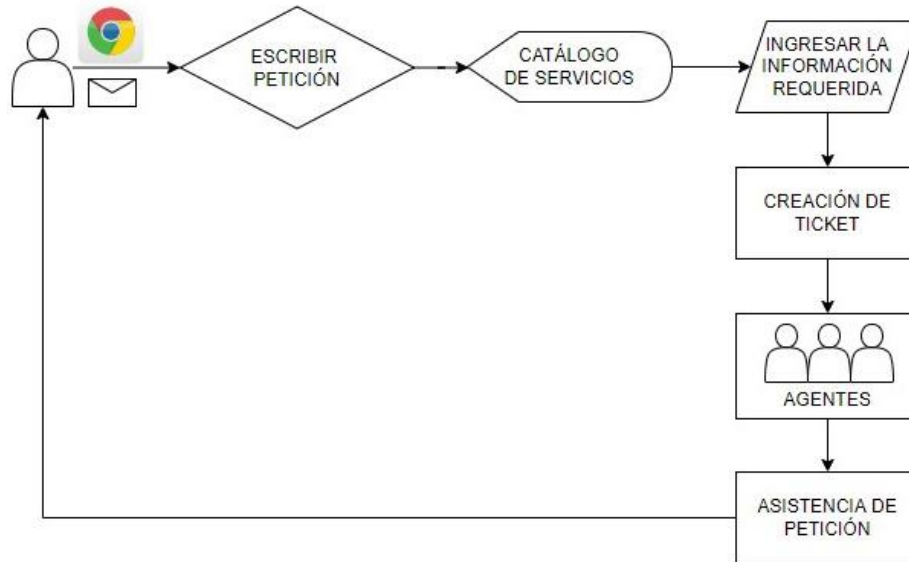 ESCRIBIR
PETICIÓN
CATÁLOGO
DE SERVICIOS
INGRESAR LA
INFORMACIÓN
REQUERIDA
CREACIÓN DE
TICKET
AGENTES
ASISTENCIA DE
PETICIÓN